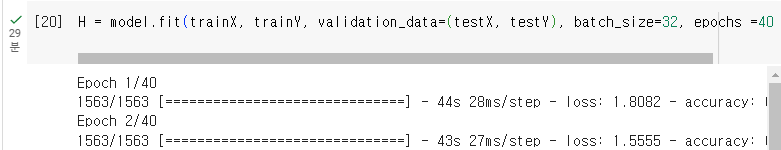 [20] H = model.fit(trainX, trainY, validation_data=(testX, testY), batch_size=32, epochs =40
29
분
Epoch 1/40
1563/1563 [==============================] - 44s 28ms/step - loss: 1.8082 - accuracy:
Epoch 2/40
1563/1563 [==============================] - 43s 27ms/step - loss: 1.5555 - accuracy: